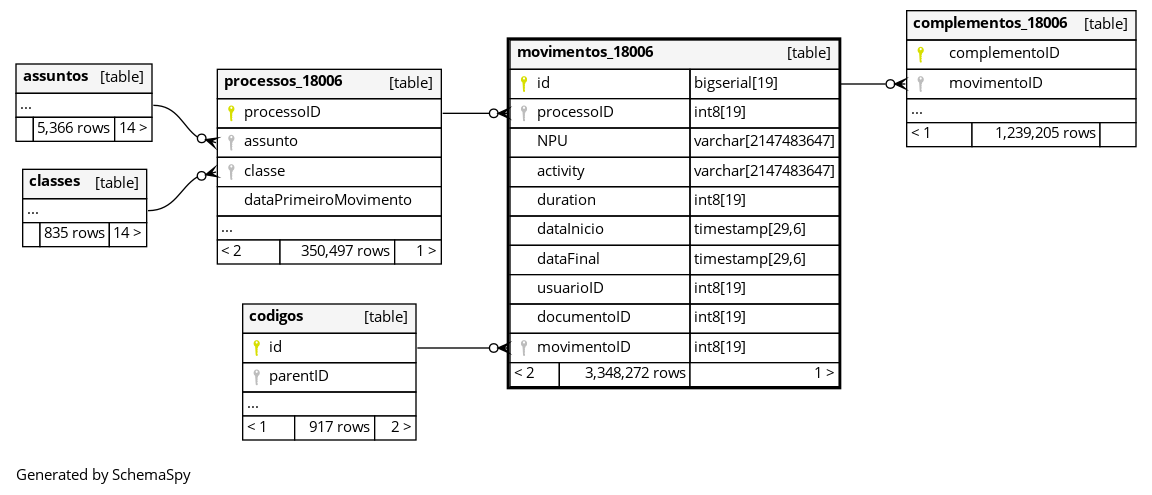 assuntos [table]
...
5,366 rows 14 >
classes [table]
...
835 rows 14 >
processos_18006 [table]
processoID
assunto
classe
dataPrimeiroMovimento
...
< 2 350,497 rows 1 >
codigos [table]
id
parentID
...
< 1 917 rows 2 >
movimentos_18006 [table]
id bigserial[19]
processoID int8[19]
NPU varchar[2147483647]
activity varchar[2147483647]
duration int8[19]
dataInicio timestamp[29,6]
dataFinal timestamp[29,6]
usuarioID int8[19]
documentoID int8[19]
movimentoID int8[19]
< 2 3,348,272 rows 1 >
complementos_18006 [table]
complementoID
movimentoID
...
< 1 1,239,205 rows
Generated by SchemaSpy